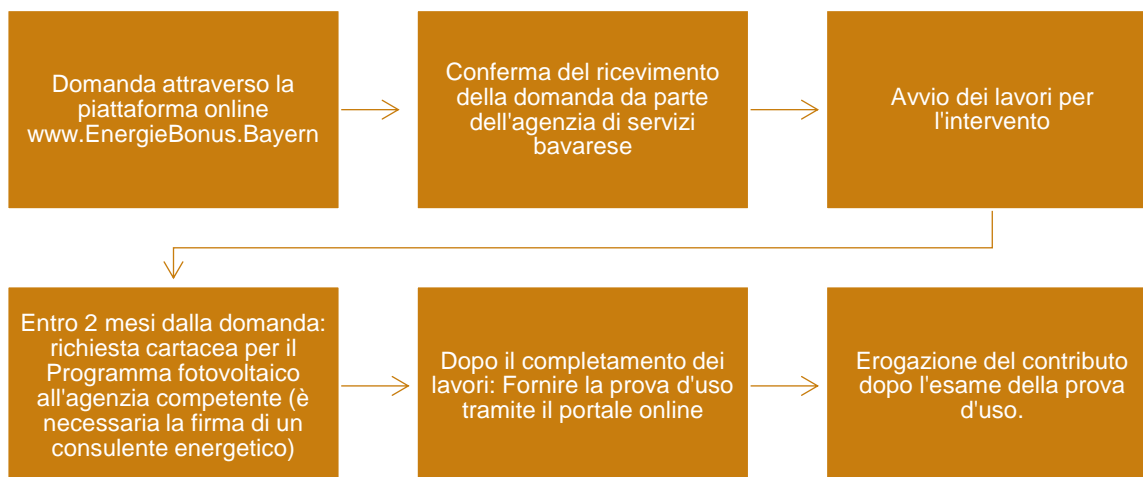 Domanda attraverso la
piattaforma online
www.EnergieBonus.Bayern
Conferma del ricevimento
della domanda da parte
dell'agenzia di servizi
bavarese
Avvio dei lavori per
l'intervento
Entro 2 mesi dalla domanda:
richiesta cartacea per il
Programma fotovoltaico
all'agenzia competente (è
necessaria la firma di un
consulente energetico)
Dopo il completamento dei
lavori: Fornire la prova d'uso
tramite il portale online
Erogazione del contributo
dopo l'esame della prova
d'uso.